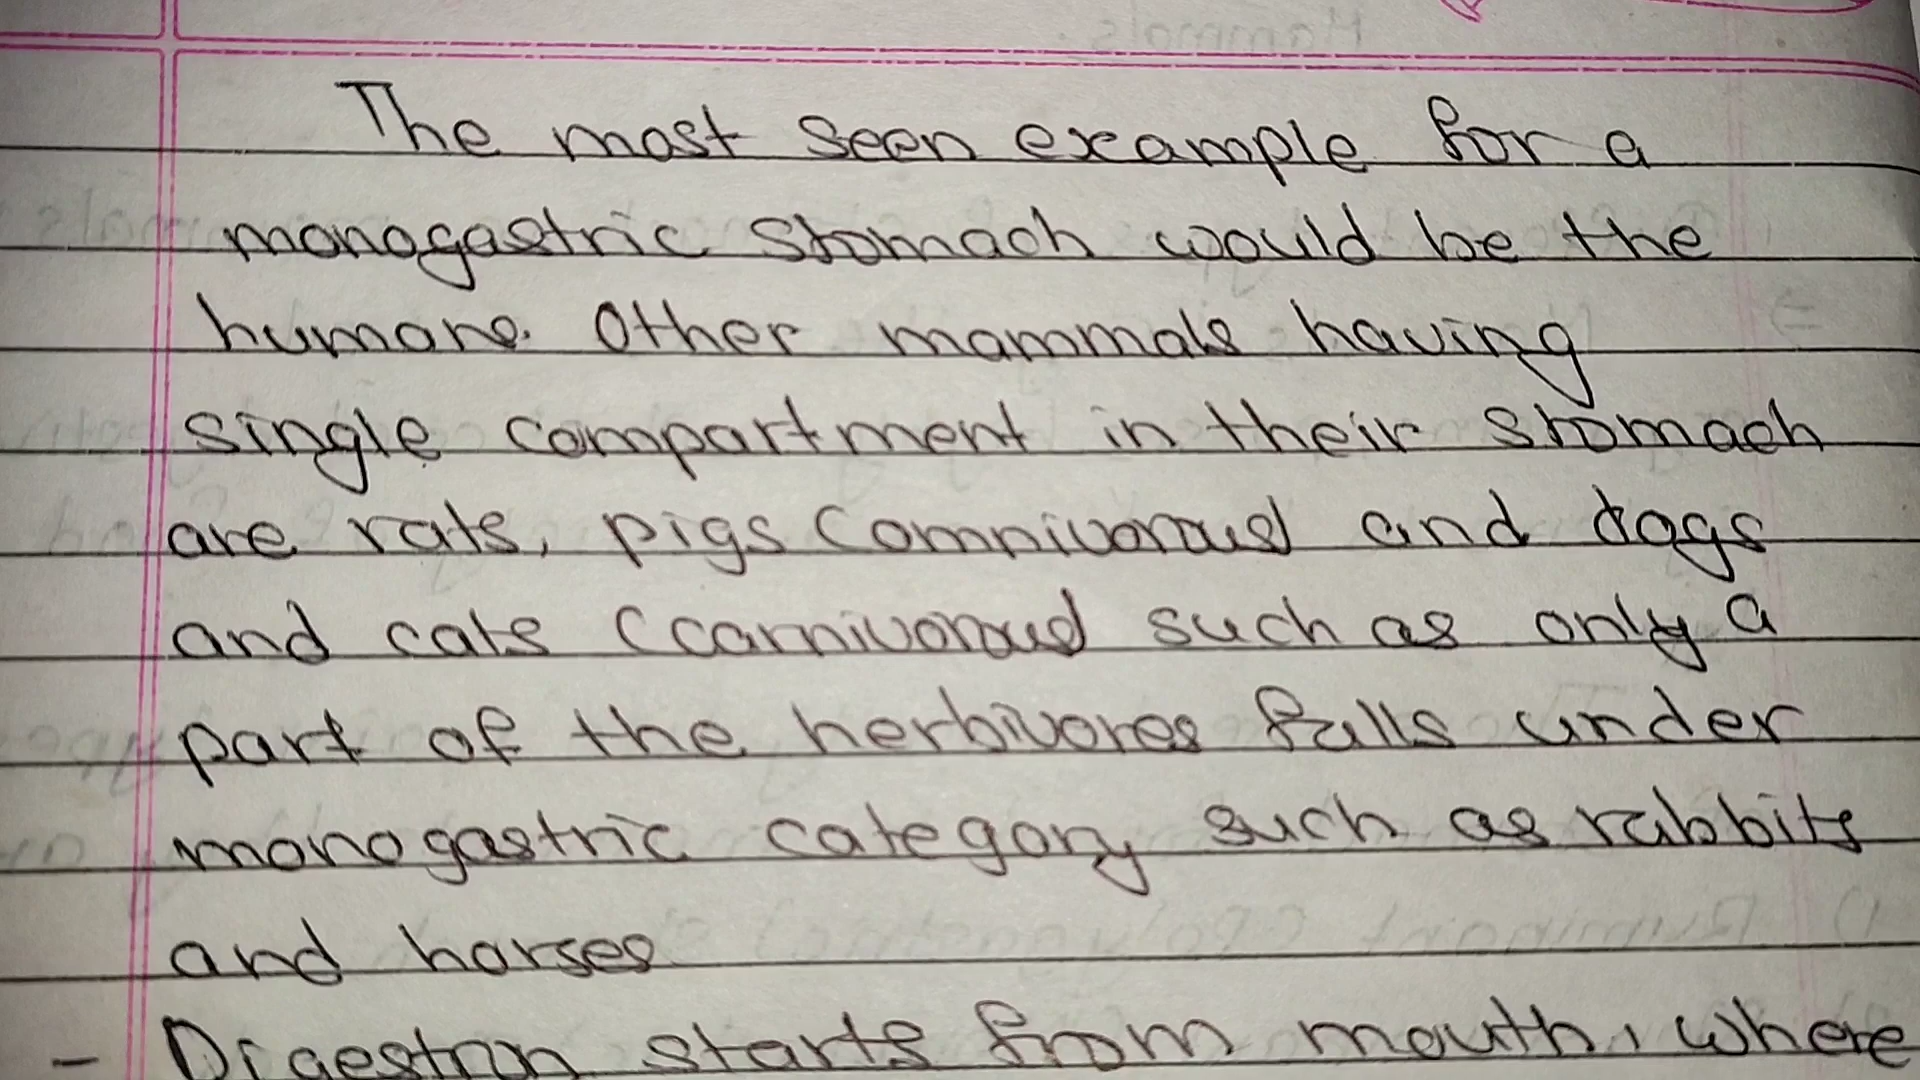 The most seen example for a
monogastric stomach would be the
humans. Other mammals having
single compartment in their stomach
are rats, pigs (omnivorous) and dogs
and cats (carnivorous) such as only a
part of the herbivores falls under
monogastric category such as rabbits
and horses
- Digestion starts from mouth, where